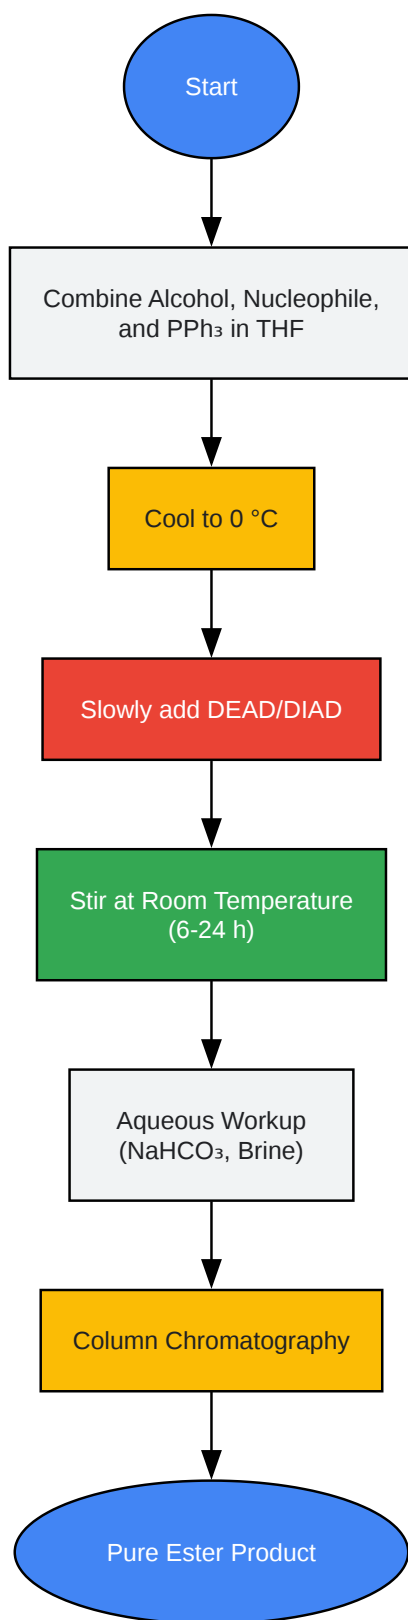 Start
Combine Alcohol, Nucleophile,
and PPh₃ in THF
Cool to 0 °C
Slowly add DEAD/DIAD
Stir at Room Temperature
(6-24 h)
Aqueous Workup
(NaHCO₃, Brine)
Column Chromatography
Pure Ester Product